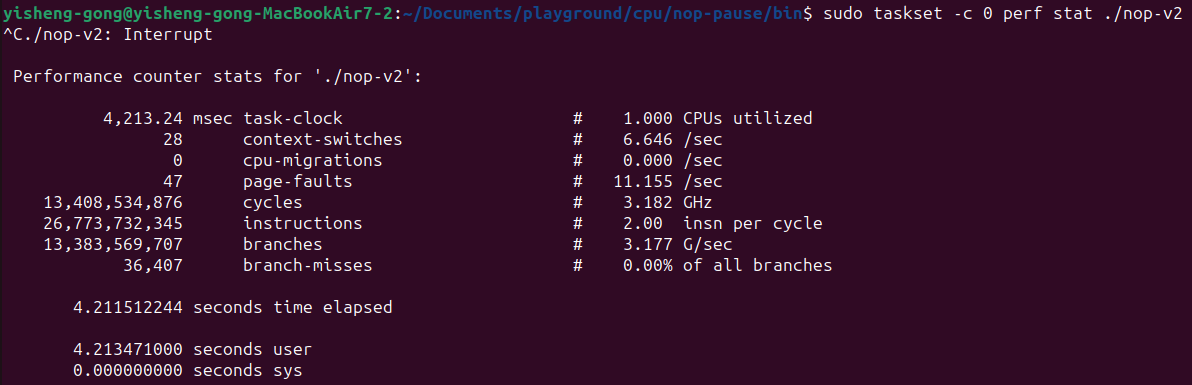 yisheng-gong@yisheng-gong-MacBookAir7-2:~/Documents/playground/cpu/nop-pause/bin$ sudo taskset -c 0 perf stat ./nop-v2
^C./nop-v2: Interrupt

 Performance counter stats for './nop-v2':

          4,213.24 msec task-clock                       #    1.000 CPUs utilized
                28      context-switches                 #    6.646 /sec
                 0      cpu-migrations                   #    0.000 /sec
                47      page-faults                      #   11.155 /sec
    13,408,534,876      cycles                           #    3.182 GHz
    26,773,732,345      instructions                     #    2.00  insn per cycle
    13,383,569,707      branches                         #    3.177 G/sec
            36,407      branch-misses                    #    0.00% of all branches

       4.211512244 seconds time elapsed

       4.213471000 seconds user
       0.000000000 seconds sys